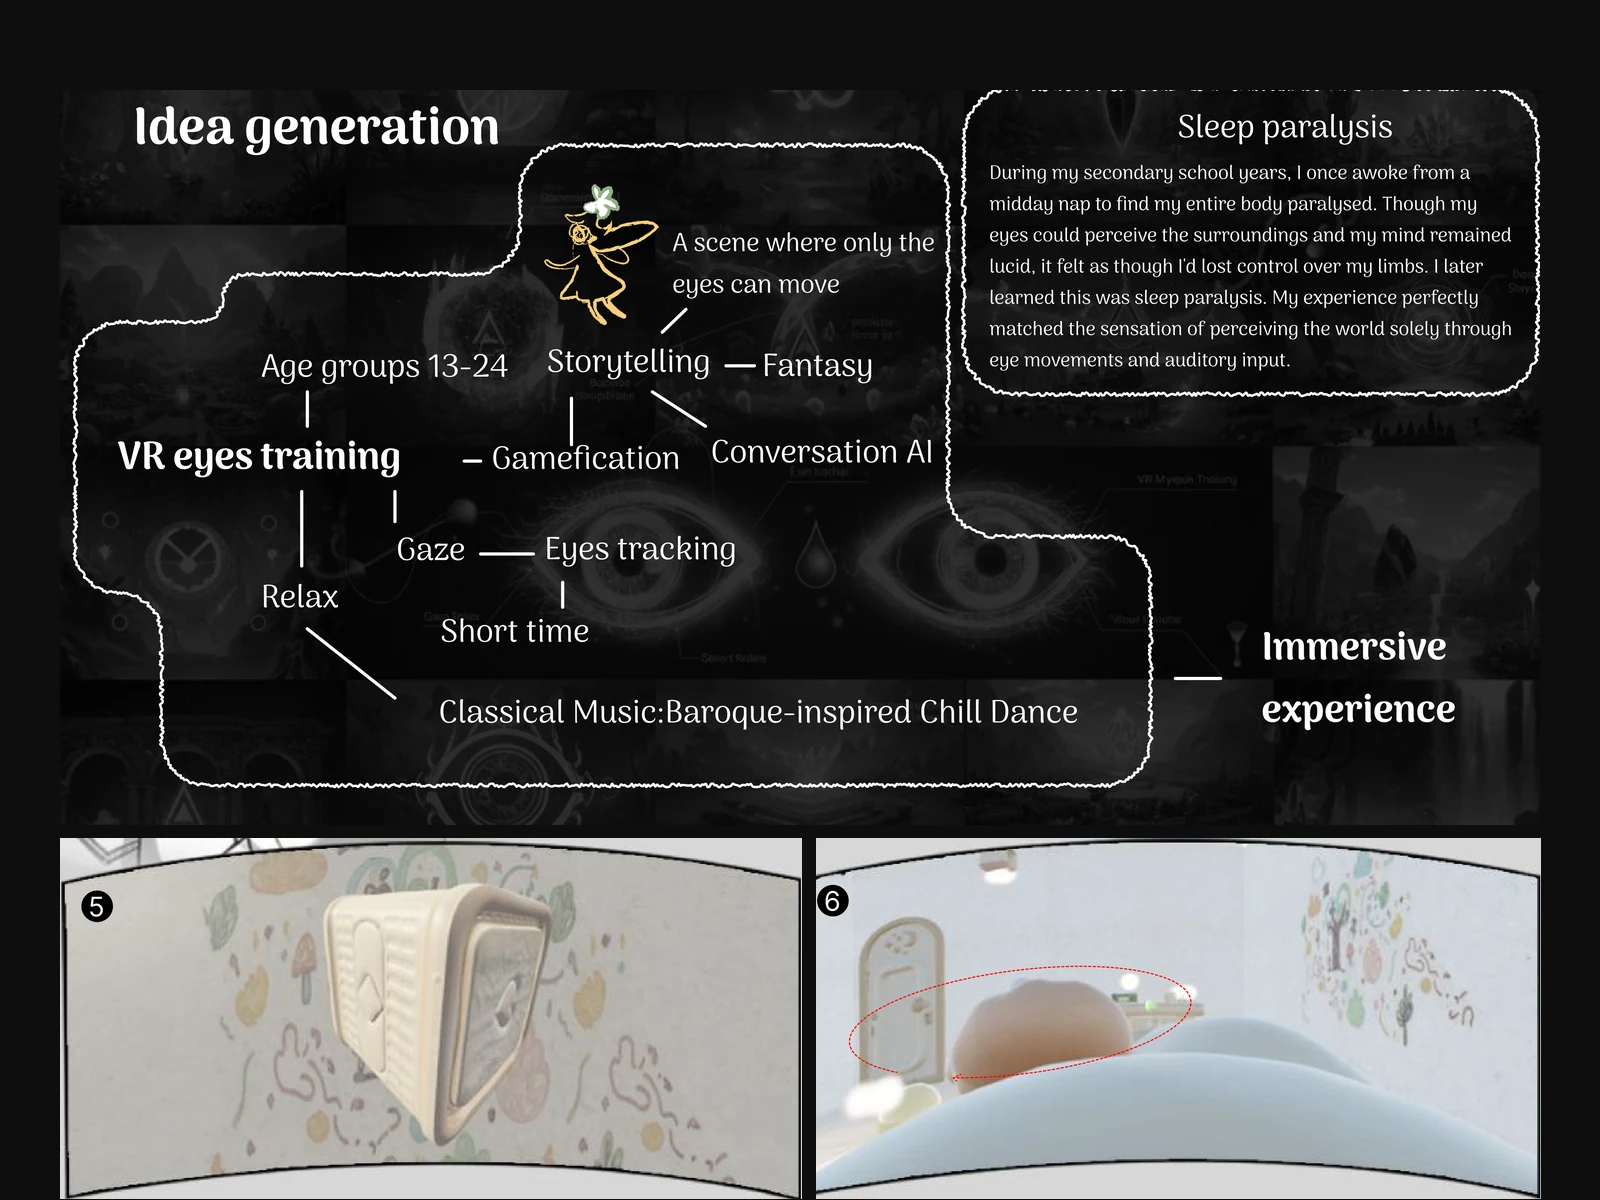 Idea generation
Sleep paralysis
During my secondary school years, I once awoke from a
midday nap to find my entire body paralysed. Though my
eyes could perceive the surroundings and my mind remained
lucid, it felt as though I'd lost control over my limbs. I later
learned this was sleep paralysis. My experience perfectly
matched the sensation of perceiving the world solely through
eye movements and auditory input.
A scene where only the
eyes can move
Age groups 13-24
Storytelling
Fantasy
VR eyes training
Gamefication
Conversation AI
Gaze
Eyes tracking
Relax
Short time
Classical Music:Baroque-inspired Chill Dance
Immersive
experience
5
6